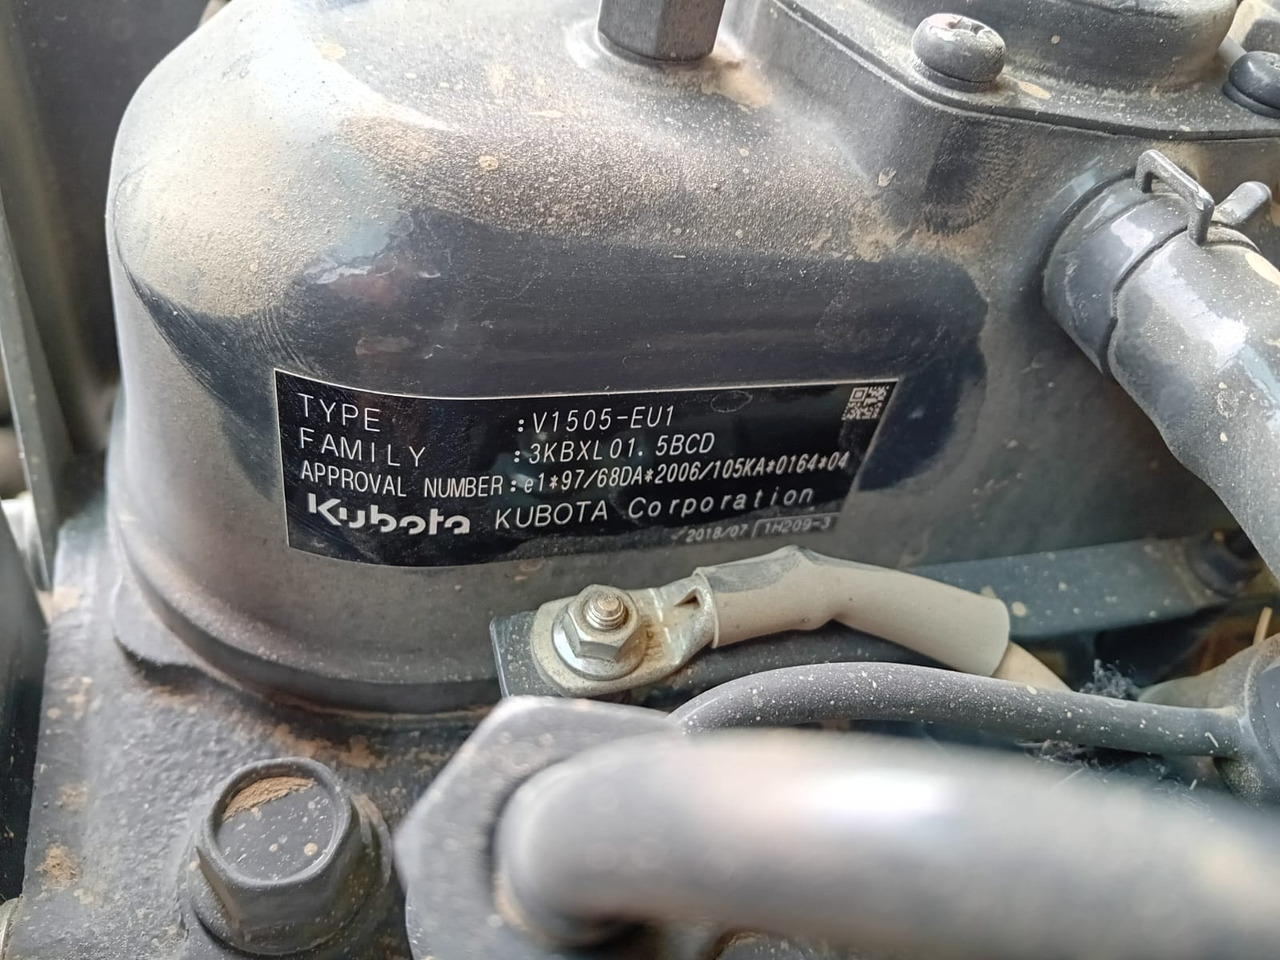 TYPE :V1505-EU1
FAMILY :3KBXL01.5BCD
APPROVAL NUMBER:e1*97/68DA*2006/105KA*0164*04
Kubota KUBOTA Corporation
2018/07 1H209-3